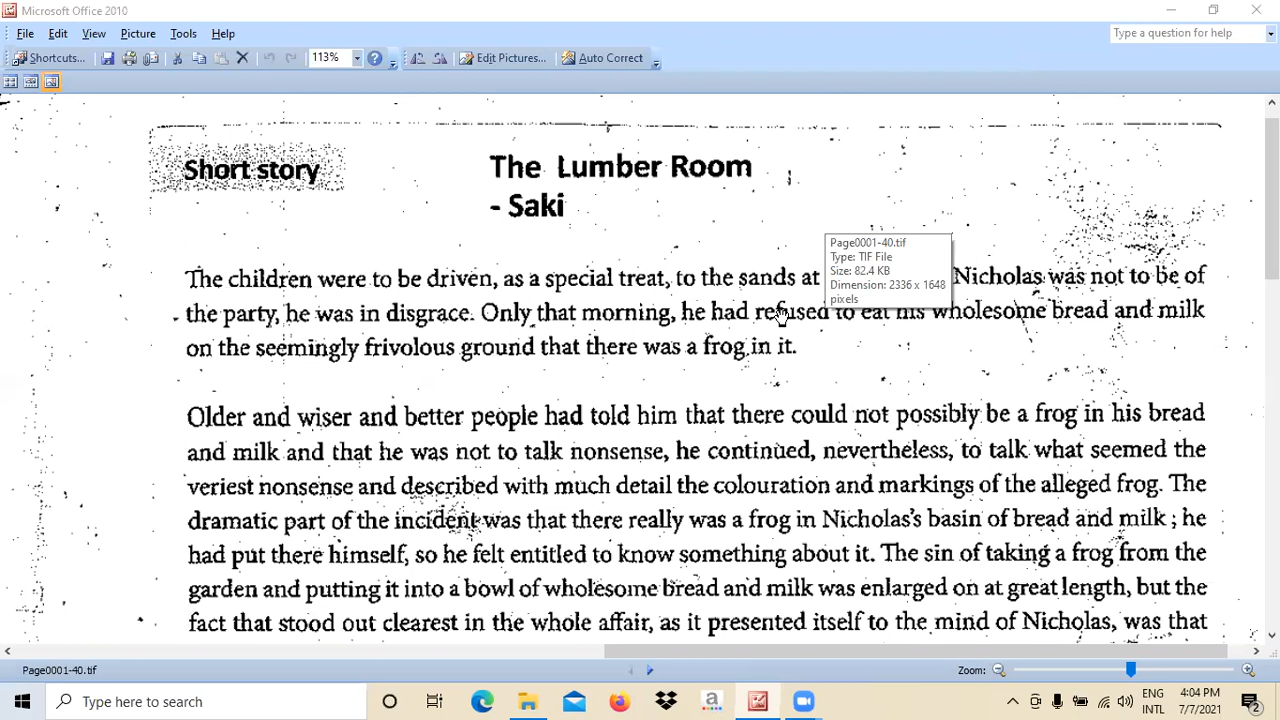 Microsoft Office 2010
File Edit View Picture Tools Help
Type a question for help
Shortcuts... 113% Edit Pictures... Auto Correct
Short story
The Lumber Room
- Saki
Page0001-40.tif
Type: TIF File
Size: 82.4 KB
Dimension: 2336 x 1648
pixels
The children were to be driven, as a special treat, to the sands at Nicholas was not to be of
the party, he was in disgrace. Only that morning, he had refused to eat his wholesome bread and milk
on the seemingly frivolous ground that there was a frog in it.
Older and wiser and better people had told him that there could not possibly be a frog in his bread
and milk and that he was not to talk nonsense, he continued, nevertheless, to talk what seemed the
veriest nonsense and described with much detail the colouration and markings of the alleged frog. The
dramatic part of the incident was that there really was a frog in Nicholas's basin of bread and milk ; he
had put there himself, so he felt entitled to know something about it. The sin of taking a frog from the
garden and putting it into a bowl of wholesome bread and milk was enlarged on at great length, but the
fact that stood out clearest in the whole affair, as it presented itself to the mind of Nicholas, was that
Page0001-40.tif
Zoom:
Type here to search
a
ENG
INTL
4:04 PM
7/7/2021
2